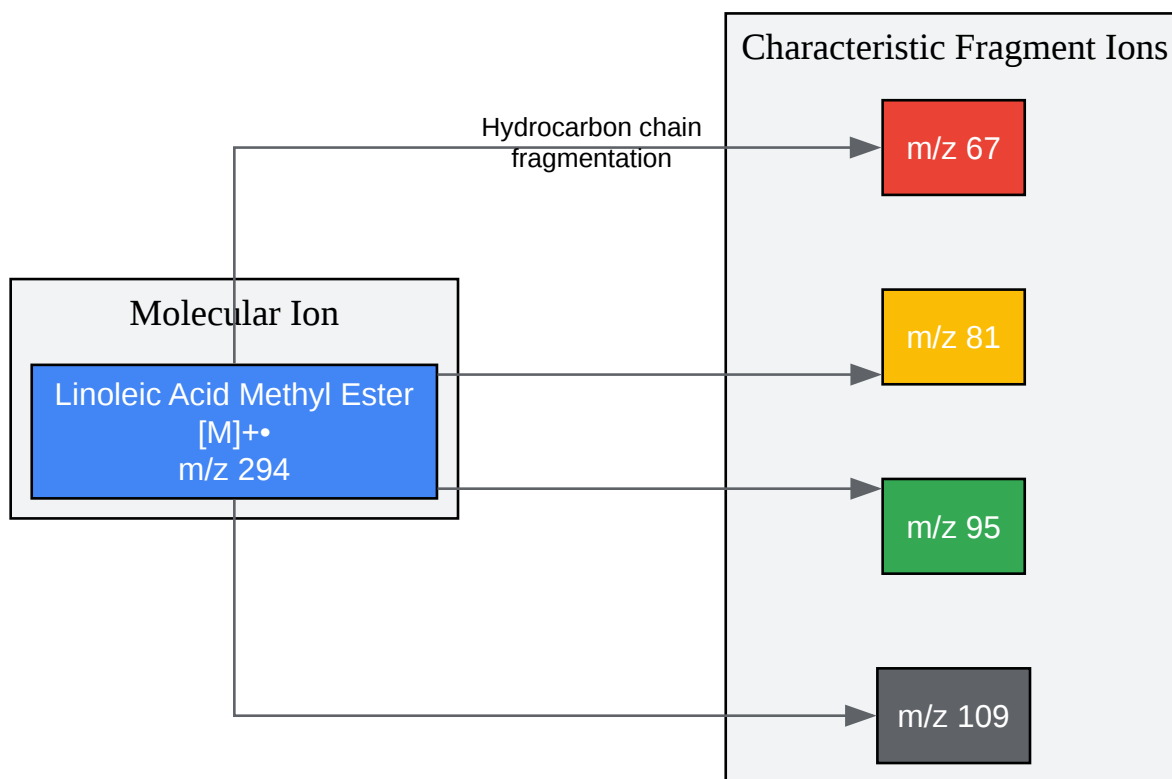 Characteristic Fragment Ions
Hydrocarbon chain
fragmentation
m/z 67
Molecular Ion
m/z 81
Linoleic Acid Methyl Ester
[M]+•
m/z 294
m/z 95
m/z 109